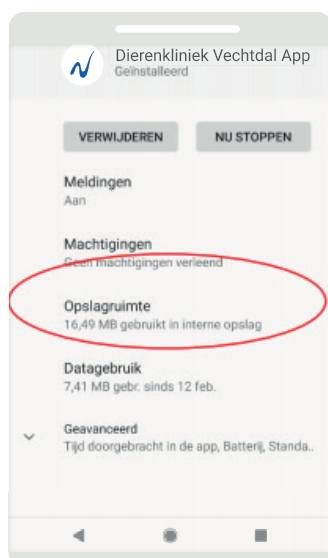 Dierenkliniek Vechtdal App
Geïnstalleerd
VERWIJDEREN NU STOPPEN
Meldingen
Aan
Machtigingen
Geen machtigingen verleend
Opslagruimte
16,49 MB gebruikt in interne opslag
Datagebruik
7,41 MB gebr. sinds 12 feb.
Geavanceerd
Tijd doorgebracht in de app, Batterij, Standa..